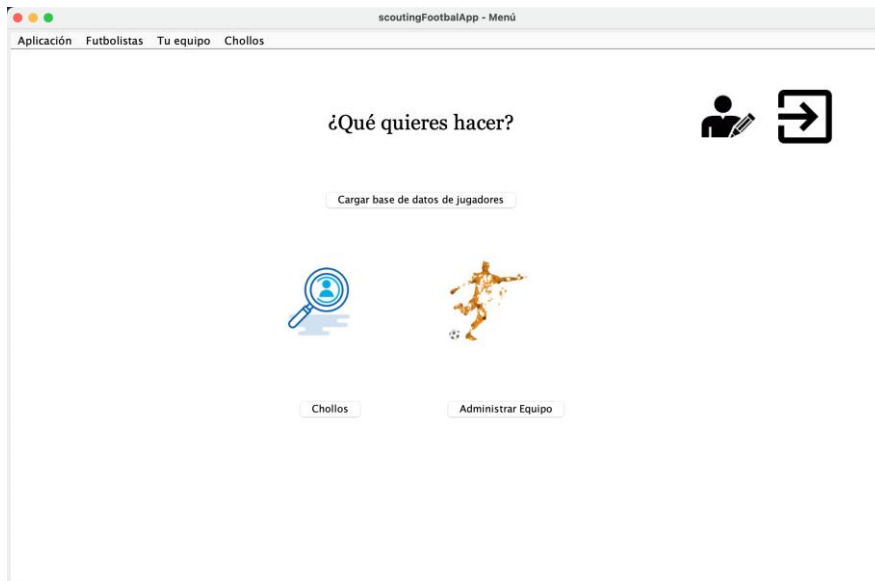 scoutingFootbalApp - Menú
Aplicación Futbolistas Tu equipo Chollos
¿Qué quieres hacer?
Cargar base de datos de jugadores
Chollos Administrar Equipo